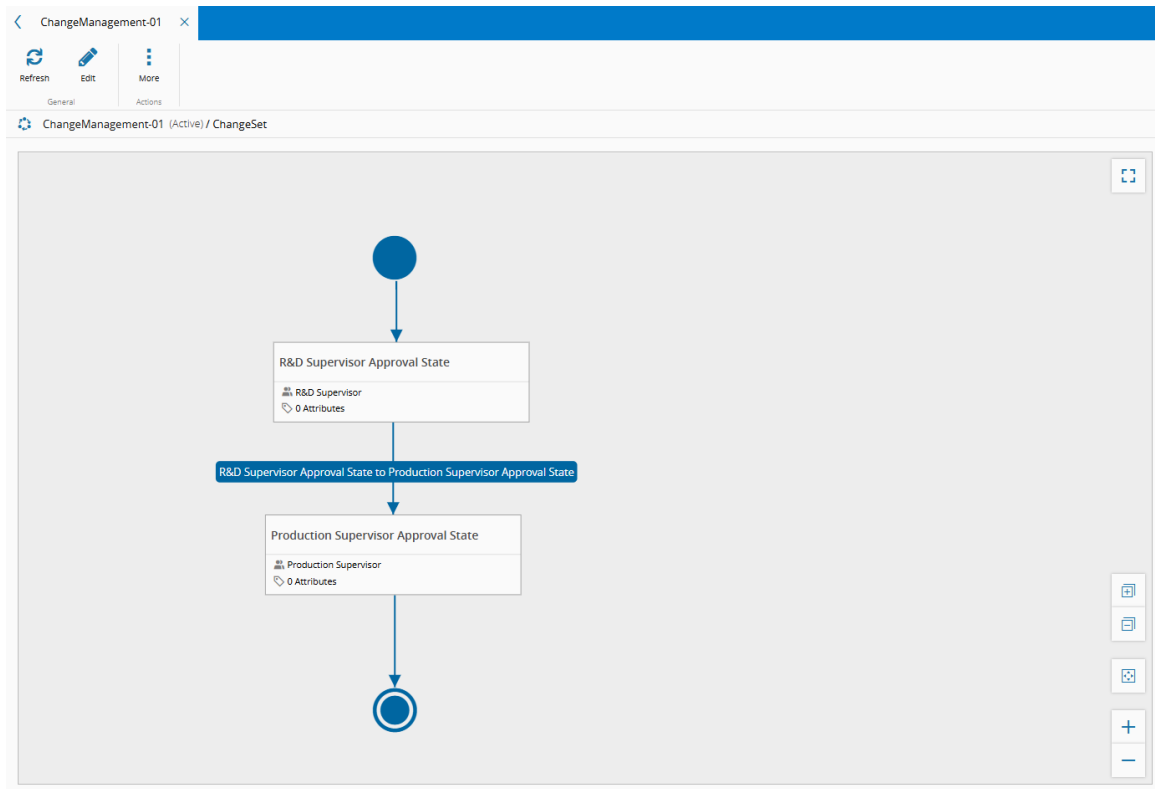 ChangeManagement-01
Refresh
Edit
More
General
Actions
ChangeManagement-01 (Active) / ChangeSet
R&D Supervisor Approval State
R&D Supervisor
0 Attributes
R&D Supervisor Approval State to Production Supervisor Approval State
Production Supervisor Approval State
Production Supervisor
0 Attributes